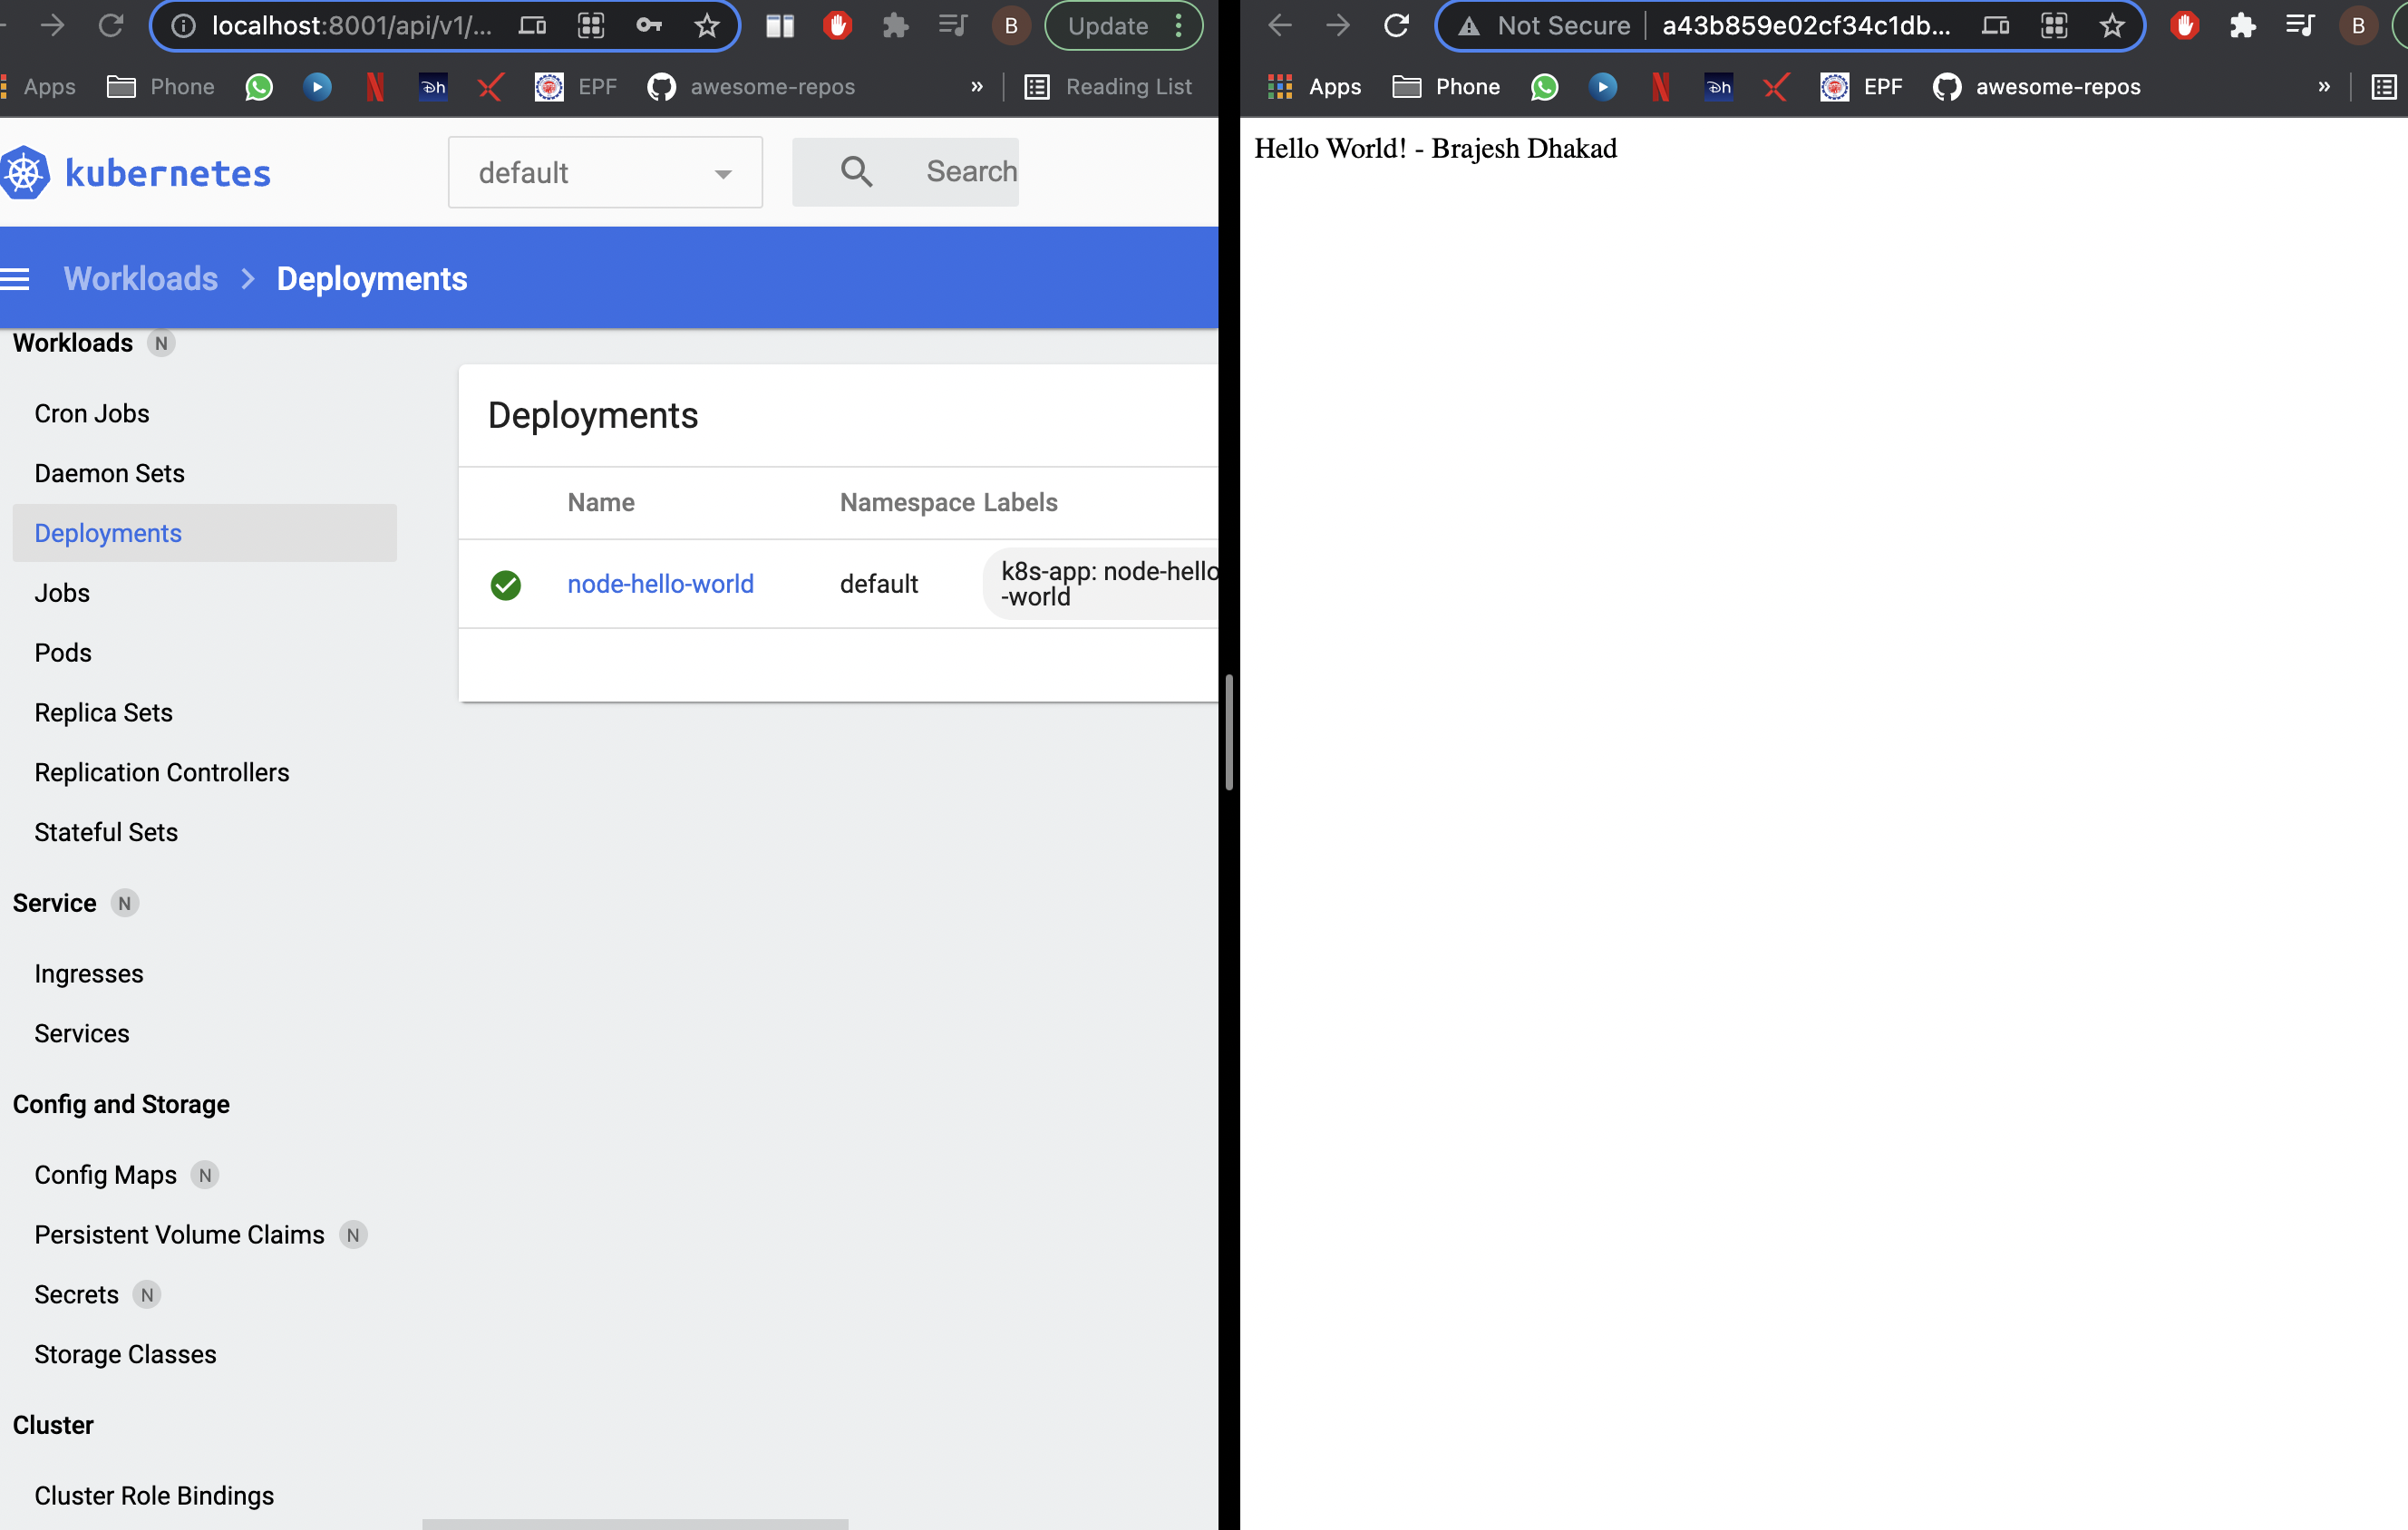 localhost:8001/api/v1/...
B
Update
Apps
Phone
Dh
EPF
awesome-repos
»
Reading List
kubernetes
default
Search
Workloads > Deployments
Workloads N
Cron Jobs
Daemon Sets
Deployments
Jobs
Pods
Replica Sets
Replication Controllers
Stateful Sets
Service N
Ingresses
Services
Config and Storage
Config Maps N
Persistent Volume Claims N
Secrets N
Storage Classes
Cluster
Cluster Role Bindings
Deployments
Name Namespace Labels
node-hello-world default k8s-app: node-hello
-world
Not Secure a43b859e02cf34c1db...
B
Apps
Phone
N
Dh
EPF
awesome-repos
»
Hello World! - Brajesh Dhakad